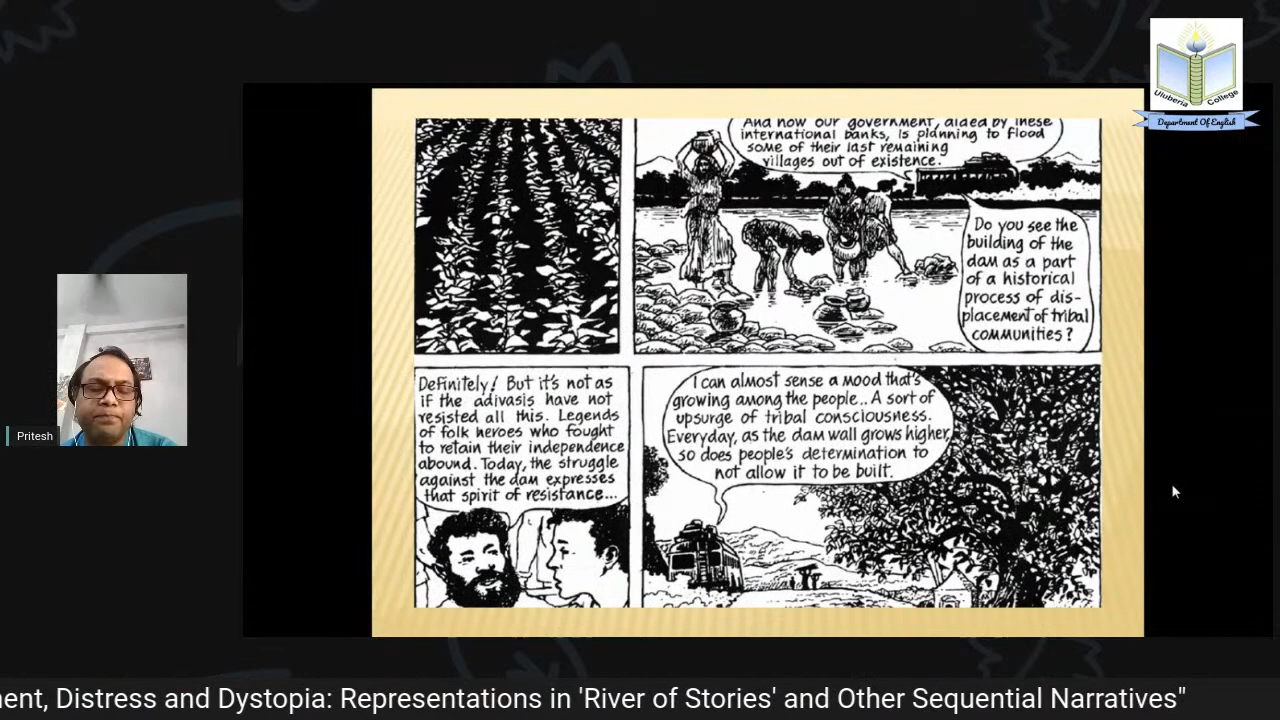 Uluberia College
Department Of English
And now our government, aided by these
international banks, is planning to flood
some of their last remaining
villages out of existence.
Do you see the
building of the
dam as a part
of a historical
process of dis-
placement of tribal
communities?
Definitely! But it's not as
if the adivasis have not
resisted all this. Legends
of folk heroes who fought
to retain their independence
abound. Today, the struggle
against the dam expresses
that spirit of resistance...
I can almost sense a mood that's
growing among the people.. A sort of
upsurge of tribal consciousness.
Everyday, as the dam wall grows higher,
so does people's determination to
not allow it to be built.
Pritesh
ent, Distress and Dystopia: Representations in 'River of Stories' and Other Sequential Narratives"